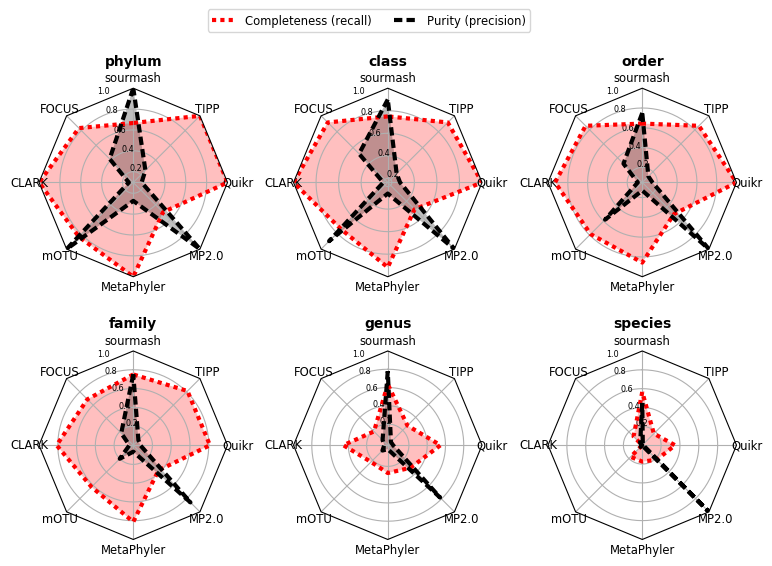 Completeness (recall) Purity (precision)
phylum class order
sourmash sourmash sourmash
1.0 1.0 1.0
FOCUS TIPP FOCUS TIPP FOCUS TIPP
0.8 0.8 0.8
0.6 0.6 0.6
0.4 0.4 0.4
0.2 0.2
CLARK Quikr CLARK Quikr CLARK Quikr
mOTU MP2.0 mOTU MP2.0 mOTU MP2.0
MetaPhyler MetaPhyler MetaPhyler
family genus species
sourmash sourmash sourmash
1.0 1.0 1.0
FOCUS TIPP FOCUS TIPP FOCUS TIPP
0.8 0.8 0.8
0.6 0.6 0.6
0.4 0.4 0.4
0.2 0.2
CLARK Quikr CLARK Quikr CLARK Quikr
mOTU MP2.0 mOTU MP2.0 mOTU MP2.0
MetaPhyler MetaPhyler MetaPhyler